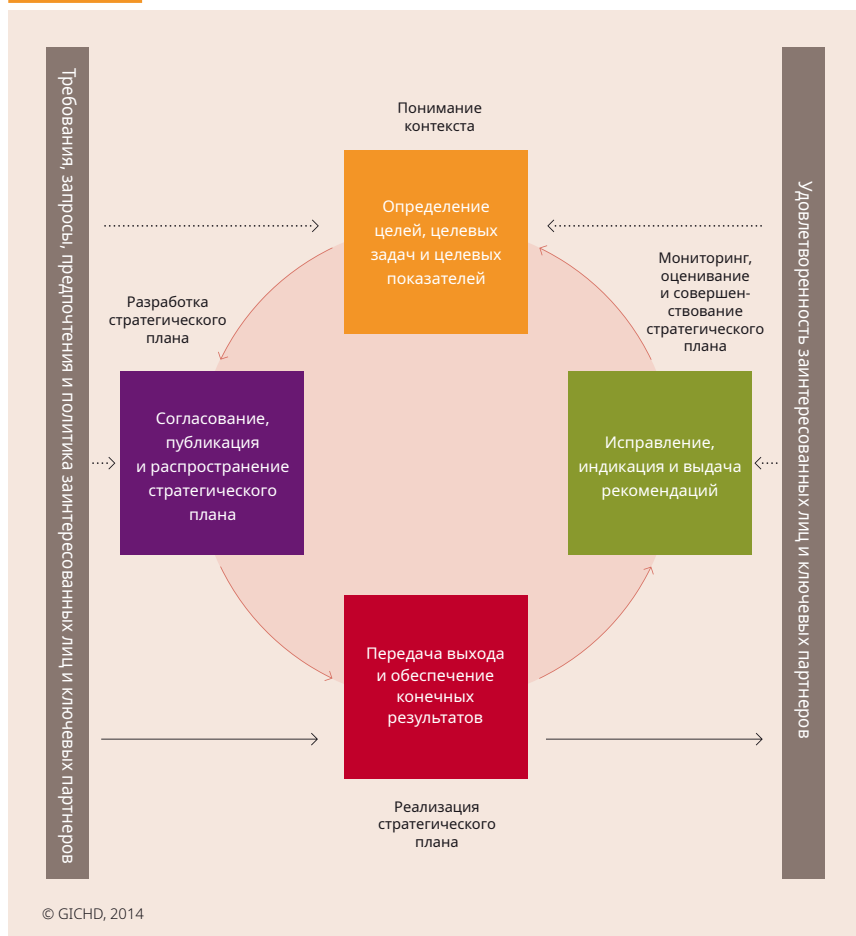 Требования, запросы, предпочтения и политика заинтересованных лиц и ключевых партнеров
Понимание
контекста
Определение
целей, целевых
задач и целевых
показателей
Разработка
стратегического
плана
Мониторинг,
оценивание
и совершен-
ствование
стратегического
плана
Согласование,
публикация
и распространение
стратегического
плана
Исправление,
индикация и выдача
рекомендаций
Передача выхода
и обеспечение
конечных
результатов
Реализация
стратегического
плана
Удовлетворенность заинтересованных лиц и ключевых партнеров
© GICHD, 2014